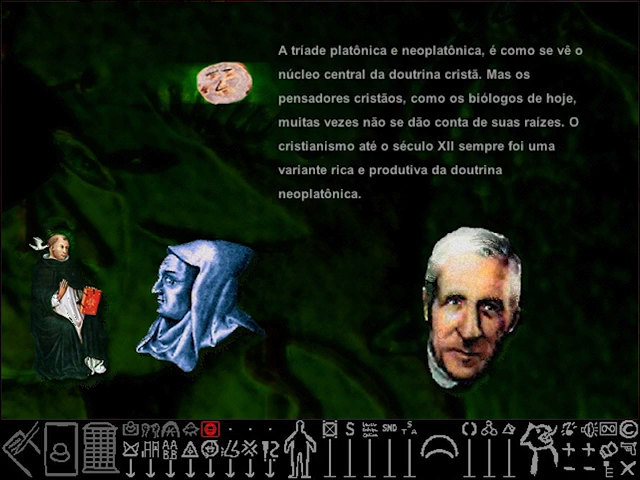 A tríade platônica e neoplatônica, é como se vê o
núcleo central da doutrina cristã. Mas os
pensadores cristãos, como os biólogos de hoje,
muitas vezes não se dão conta de suas raízes. O
cristianismo até o século XII sempre foi uma
variante rica e produtiva da doutrina
neoplatônica.
S
SND